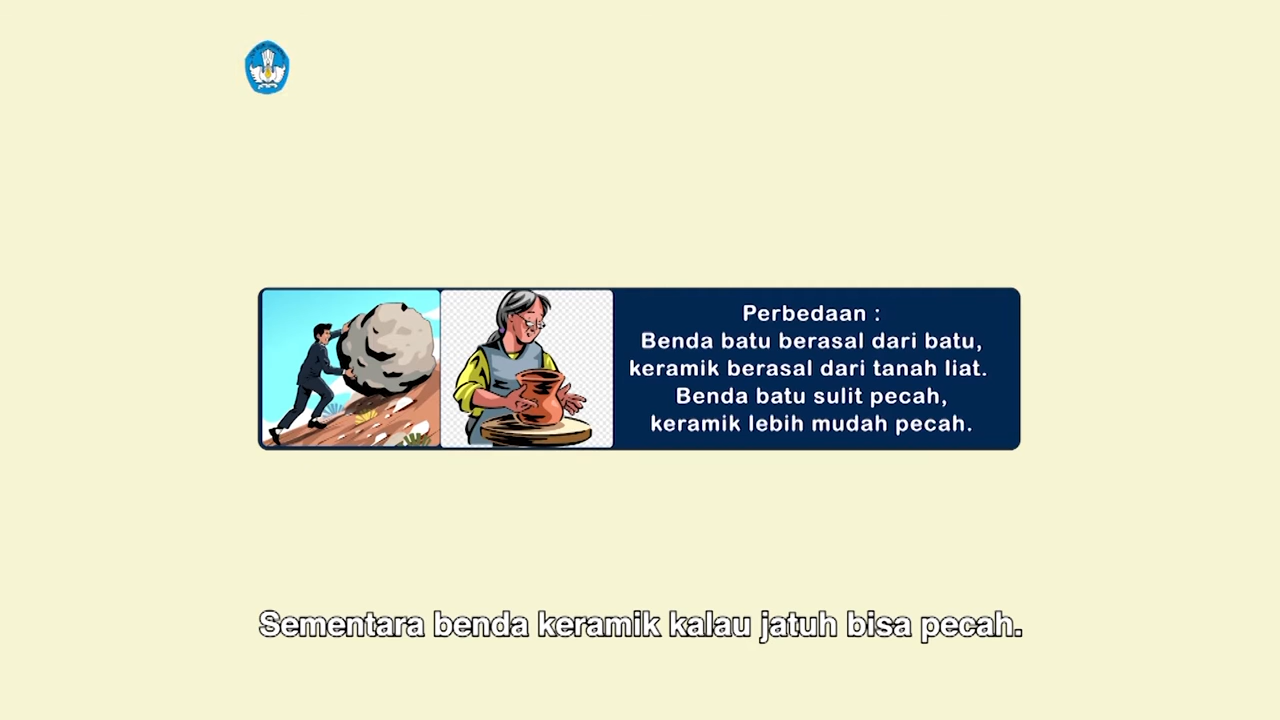 Perbedaan :
Benda batu berasal dari batu,
keramik berasal dari tanah liat.
Benda batu sulit pecah,
keramik lebih mudah pecah.
Sementara benda keramik kalau jatuh bisa pecah.